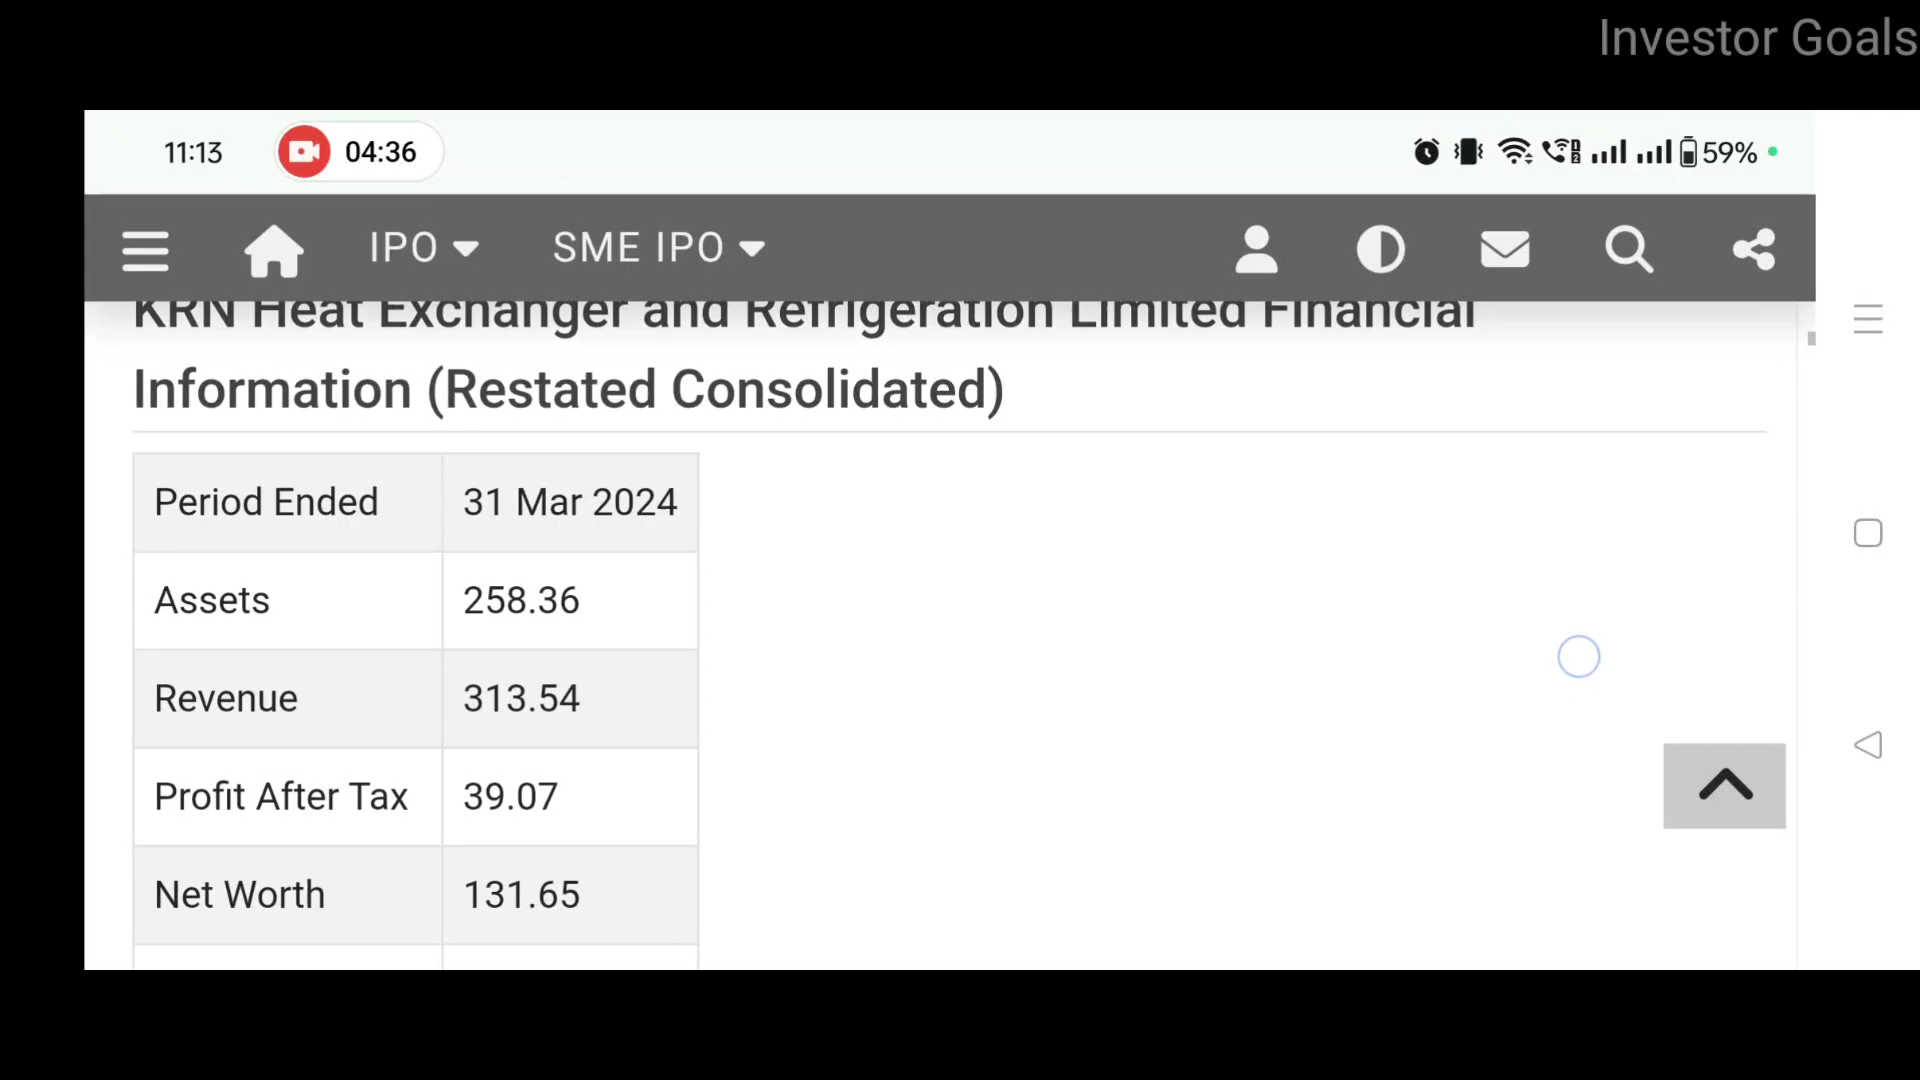 Investor Goals
11:13 04:36 59%
IPO SME IPO
KRN Heat Exchanger and Refrigeration Limited Financial
Information (Restated Consolidated)
Period Ended 31 Mar 2024
Assets 258.36
Revenue 313.54
Profit After Tax 39.07
Net Worth 131.65